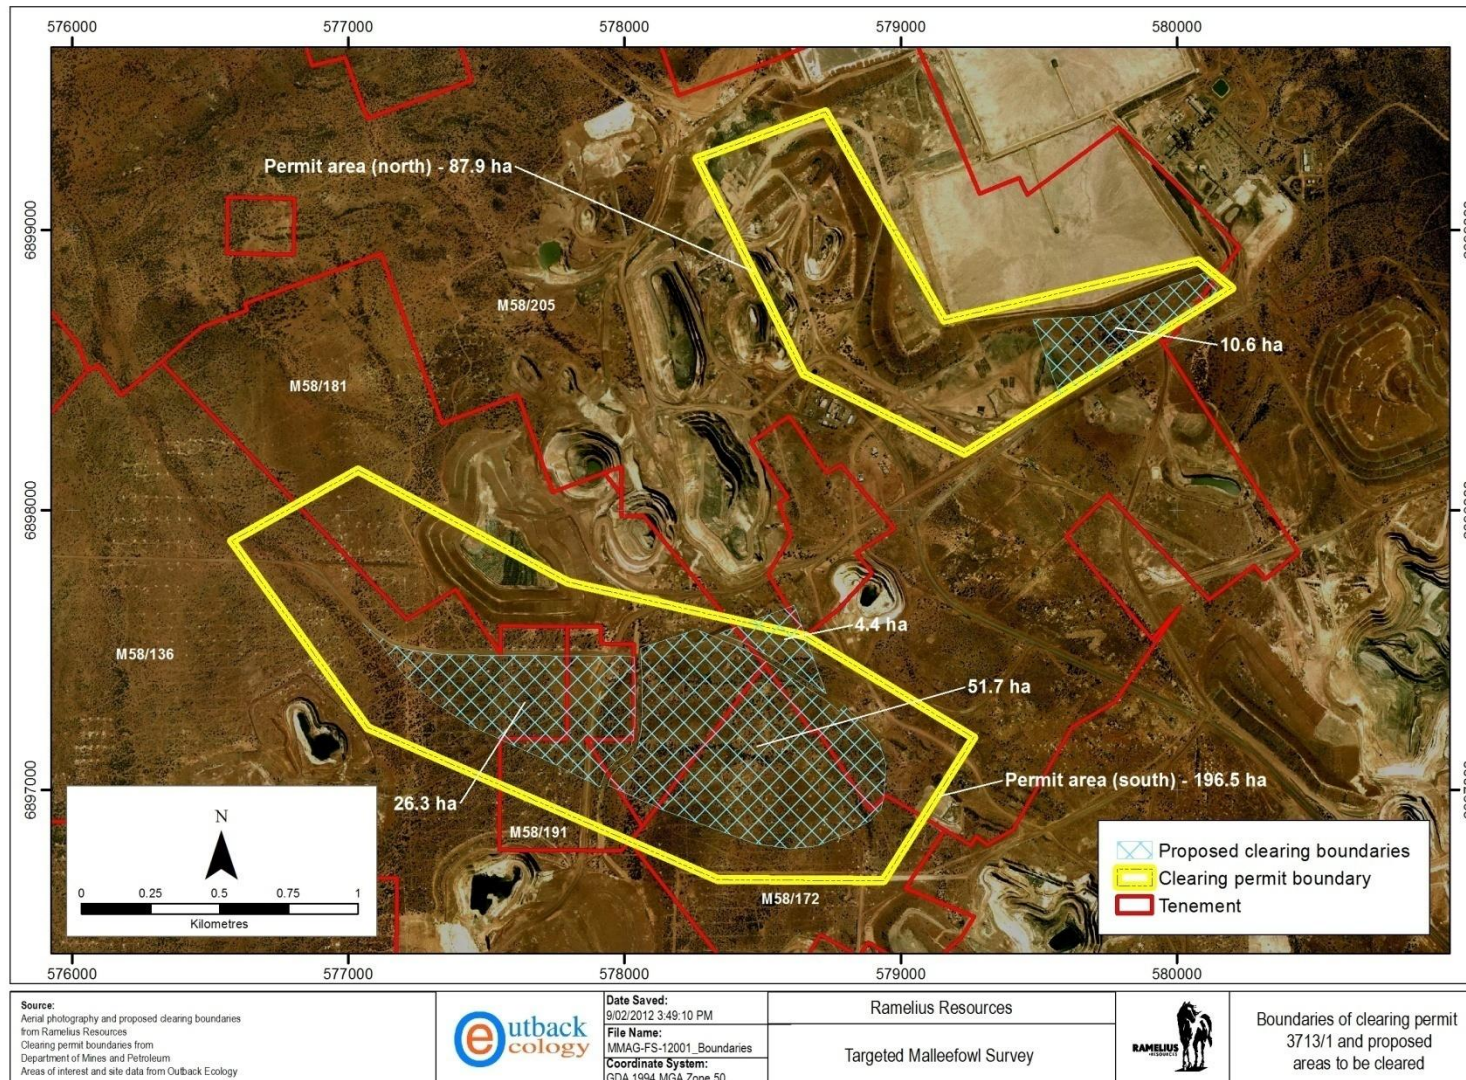 576000 577000 578000 579000 580000
Permit area (north) - 87.9 ha
6899000
M58/205
10.6 ha
M58/181
6898000
4.4 ha
M58/136
51.7 ha
Permit area (south) - 196.5 ha
26.3 ha
6897000
M58/191
M58/172
N
0 0.25 0.5 0.75 1
Kilometres
Proposed clearing boundaries
Clearing permit boundary
Tenement
576000 577000 578000 579000 580000
Source:
Aerial photography and proposed clearing boundaries
from Ramelius Resources
Clearing permit boundaries from
Department of Mines and Petroleum
Areas of interest and site data from Outback Ecology
Outback
ecology
Date Saved:
9/02/2012 3:49:10 PM
File Name:
MMAG-FS-12001_Boundaries
Coordinate System:
GDA 1994 MGA Zone 50
Ramelius Resources
Targeted Malleefowl Survey
RAMELIUS
RESOURCES
Boundaries of clearing permit
3713/1 and proposed
areas to be cleared